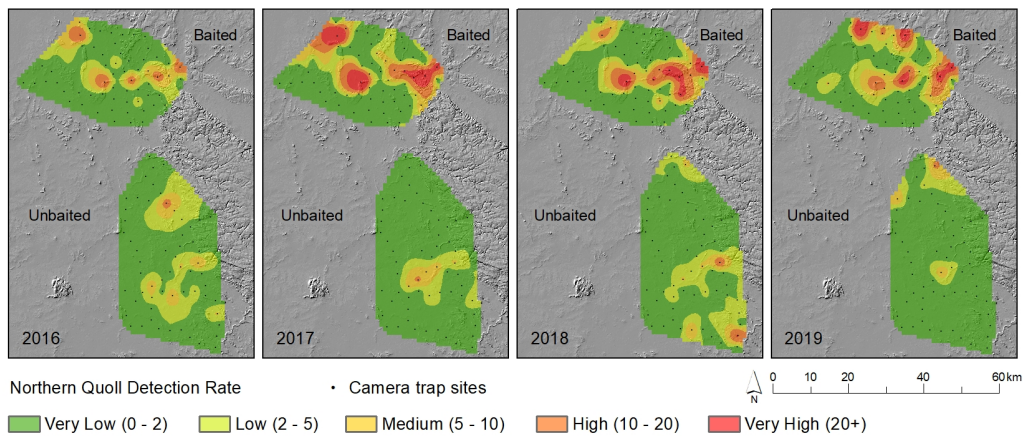 Baited
Unbaited
2016
Baited
Unbaited
2017
Baited
Unbaited
2018
Baited
Unbaited
2019
Northern Quoll Detection Rate
Camera trap sites
N
0 10 20 30 60 km
Very Low (0 - 2)
Low (2 - 5)
Medium (5 - 10)
High (10 - 20)
Very High (20+)